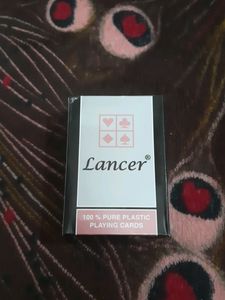 Lancer®
100 % PURE PLASTIC
PLAYING CARDS